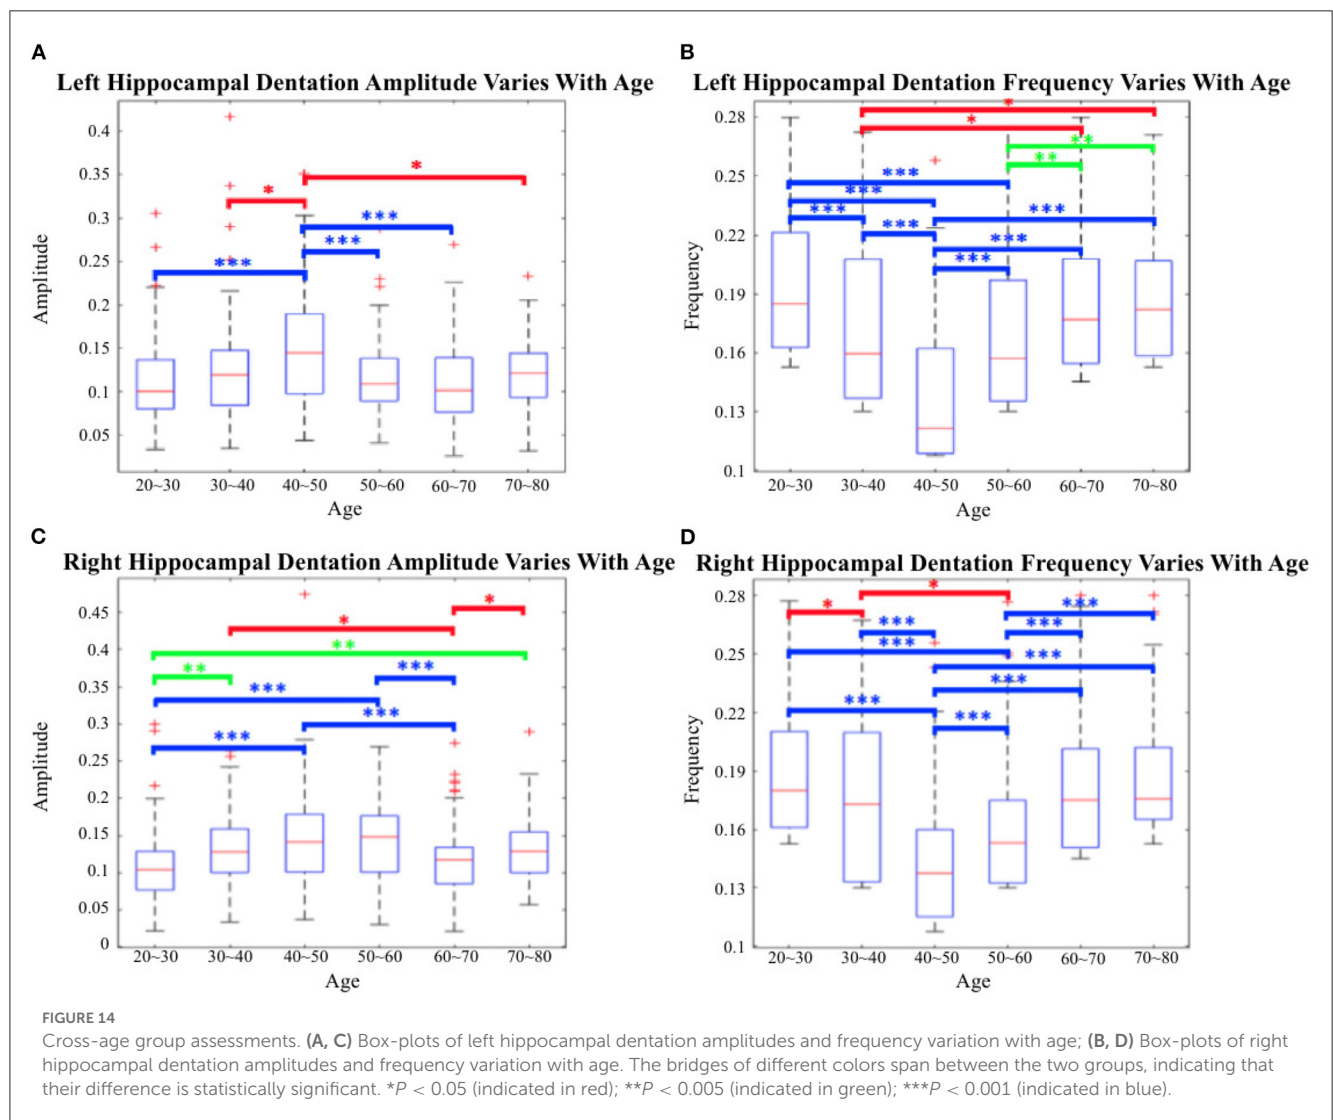 A
Left Hippocampal Dentation Amplitude Varies With Age
Amplitude
0.4
0.35
0.3
0.25
0.2
0.15
0.1
0.05
*
*
***
***
***
20~30 30~40 40~50 50~60 60~70 70~80
Age
B
Left Hippocampal Dentation Frequency Varies With Age
Frequency
0.28
0.25
0.22
0.19
0.16
0.13
0.1
*
*
**
**
***
***
***
***
***
***
***
20~30 30~40 40~50 50~60 60~70 70~80
Age
C
Right Hippocampal Dentation Amplitude Varies With Age
Amplitude
0.45
0.4
0.35
0.3
0.25
0.2
0.15
0.1
0.05
0
*
*
**
**
***
***
***
***
20~30 30~40 40~50 50~60 60~70 70~80
Age
D
Right Hippocampal Dentation Frequency Varies With Age
Frequency
0.28
0.25
0.22
0.19
0.16
0.13
0.1
*
*
***
***
***
***
***
***
***
***
20~30 30~40 40~50 50~60 60~70 70~80
Age
FIGURE 14
Cross-age group assessments. (A, C) Box-plots of left hippocampal dentation amplitudes and frequency variation with age; (B, D) Box-plots of right
hippocampal dentation amplitudes and frequency variation with age. The bridges of different colors span between the two groups, indicating that
their difference is statistically significant. *P < 0.05 (indicated in red); **P < 0.005 (indicated in green); ***P < 0.001 (indicated in blue).